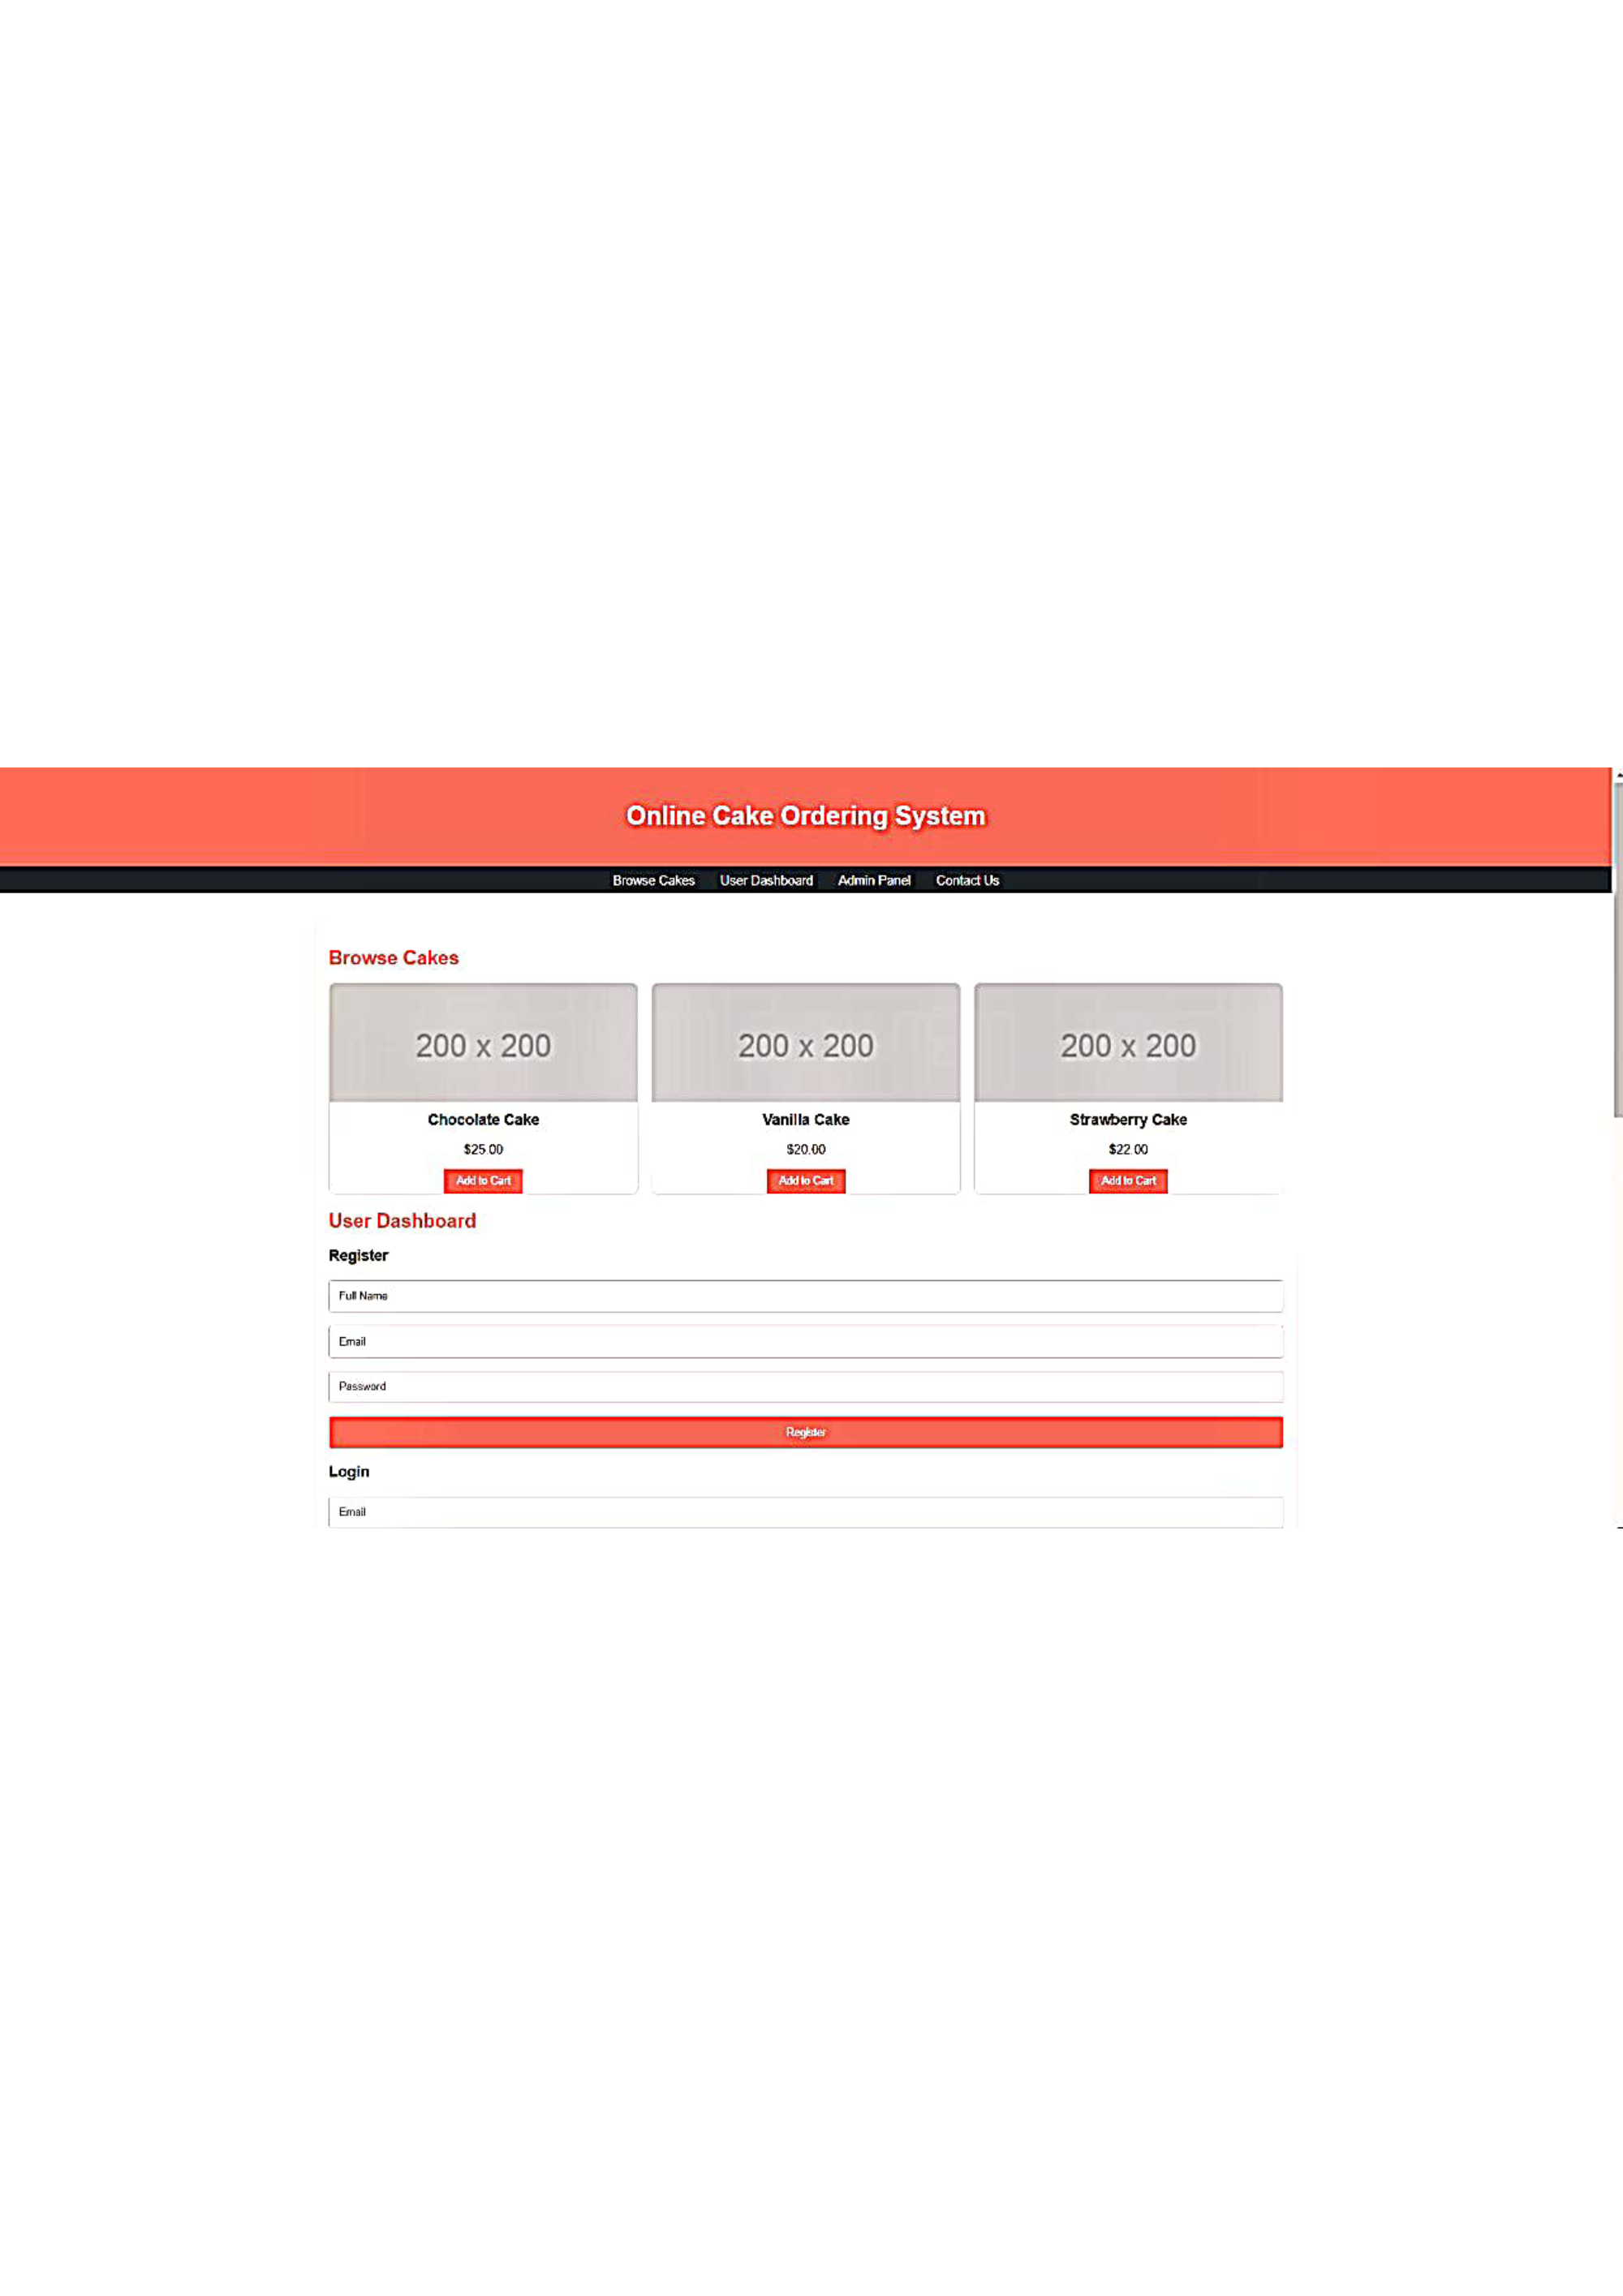 Online Cake Ordering System
Browse Cakes User Dashboard Admin Panel Contact Us
Browse Cakes
200 x 200 200 x 200 200 x 200
Chocolate Cake Vanilla Cake Strawberry Cake
$25.00 $20.00 $22.00
Add to Cart Add to Cart Add to Cart
User Dashboard
Register
Full Name
Email
Password
Register
Login
Email